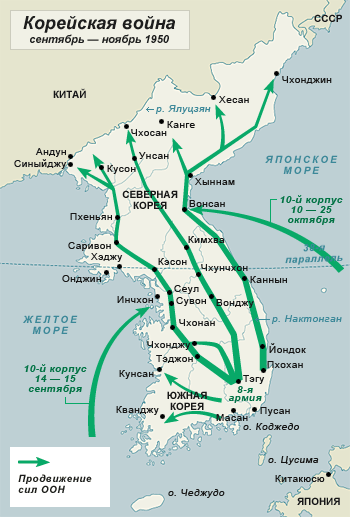 Корейская война
сентябрь — ноябрь 1950
СССР
КИТАЙ
Чхонджин
Хесан
р. Ялуцзян
Канге
Чхосан
Андун
Синыйджу
Унсан
Кусон
ЯПОНСКОЕ
МОРЕ
Хыннам
СЕВЕРНАЯ
КОРЕЯ
Вонсан
10-й корпус
10 — 25
октября
Пхеньян
Саривон
Кимхва
38-я
параллель
Хаджу
Кэсон
Онджин
Чхунчхон
Каннын
Сеул
Инчхон
Сувон
Вонджу
ЖЕЛТОЕ
МОРЕ
р. Нактонган
Чхонан
Чхонджу
Йондок
Тэджон
Пхохан
10-й корпус
14 — 15
сентября
Кунсан
Тэгу
8-я
армия
ЮЖНАЯ
КОРЕЯ
Кванджу
Пусан
Масан
о. Коджедо
о. Цусима
Китакюсю
Продвижение
сил ООН
о. Чеджудо
ЯПОНИЯ